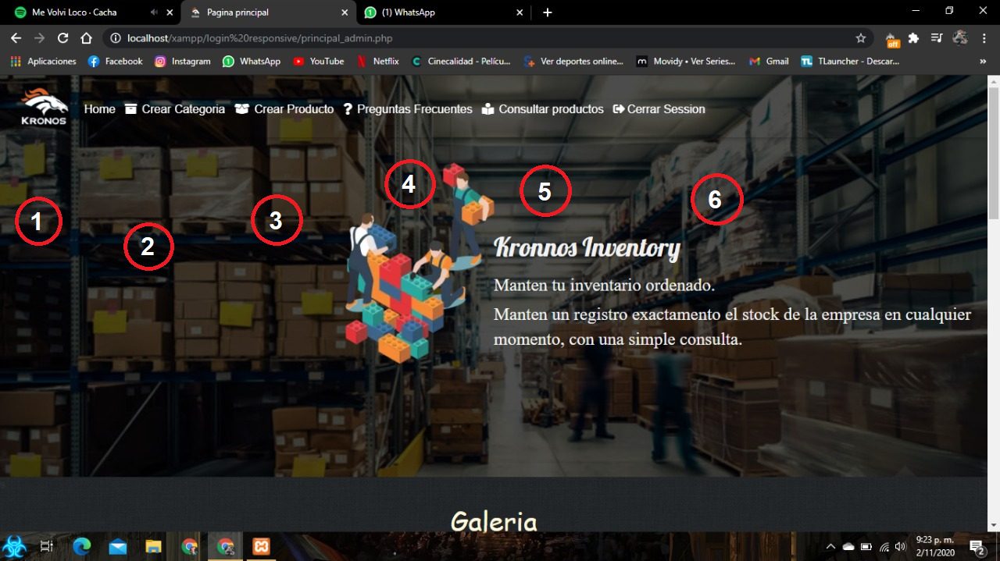 Me Volvi Loco · Cacha
Pagina principal
(1) WhatsApp
localhost/xampp/login%20responsive/principal_admin.php
off
Aplicaciones
Facebook
Instagram
WhatsApp
YouTube
Netflix
Cinecalidad - Pelícu...
Ver deportes online...
Movidy • Ver Series...
Gmail
TLauncher - Descar...
KRONOS
Home
Crear Categoria
Crear Producto
Preguntas Frecuentes
Consultar productos
Cerrar Session
1
2
3
4
5
6
Kronnos Inventory
Manten tu inventario ordenado.
Manten un registro exactamento el stock de la empresa en cualquier
momento, con una simple consulta.
Galeria
9:23 p. m.
2/11/2020
2